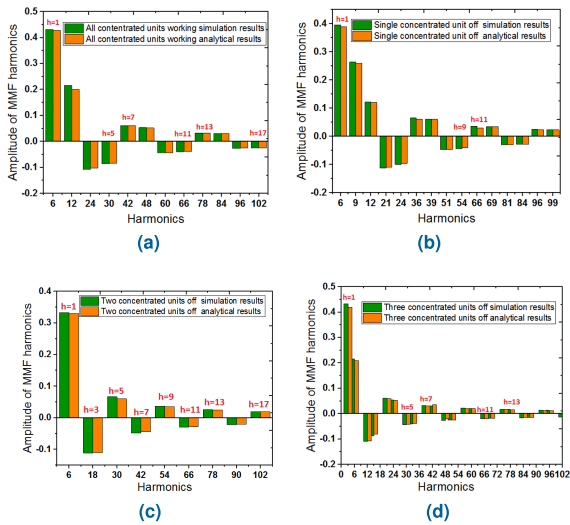 h=1
All contentrated units working simulation results
All contentrated units working analytical results
h=7
h=13
h=5
h=11
h=17
0.5
0.4
0.3
0.2
0.1
0.0
-0.1
-0.2
Amplitude of MMF harmonics
6 12 24 30 42 48 60 66 78 84 96 102
Harmonics
(a)
h=1
Single concentrated unit off simulation results
Single concentrated unit off analytical results
h=9
h=11
0.4
0.3
0.2
0.1
0.0
-0.1
-0.2
Amplitude of MMF harmonics
6 9 12 21 24 36 39 51 54 66 69 81 84 96 99
Harmonics
(b)
h=1
Two concentrated units off simulation results
Two concentrated units off analytical results
h=5
h=9
h=13
h=17
h=3
h=7
h=11
0.4
0.3
0.2
0.1
0.0
-0.1
Amplitude of MMF harmonics
6 18 30 42 54 66 78 90 102
Harmonics
(c)
h=1
Three concentrated units off simulation results
Three concentrated units off analytical results
h=7
h=13
h=5
h=11
0.5
0.4
0.3
0.2
0.1
0.0
-0.1
-0.2
Amplitude of MMF harmonics
0 6 12 18 24 30 36 42 48 54 60 66 72 78 84 90 96 102
Harmonics
(d)